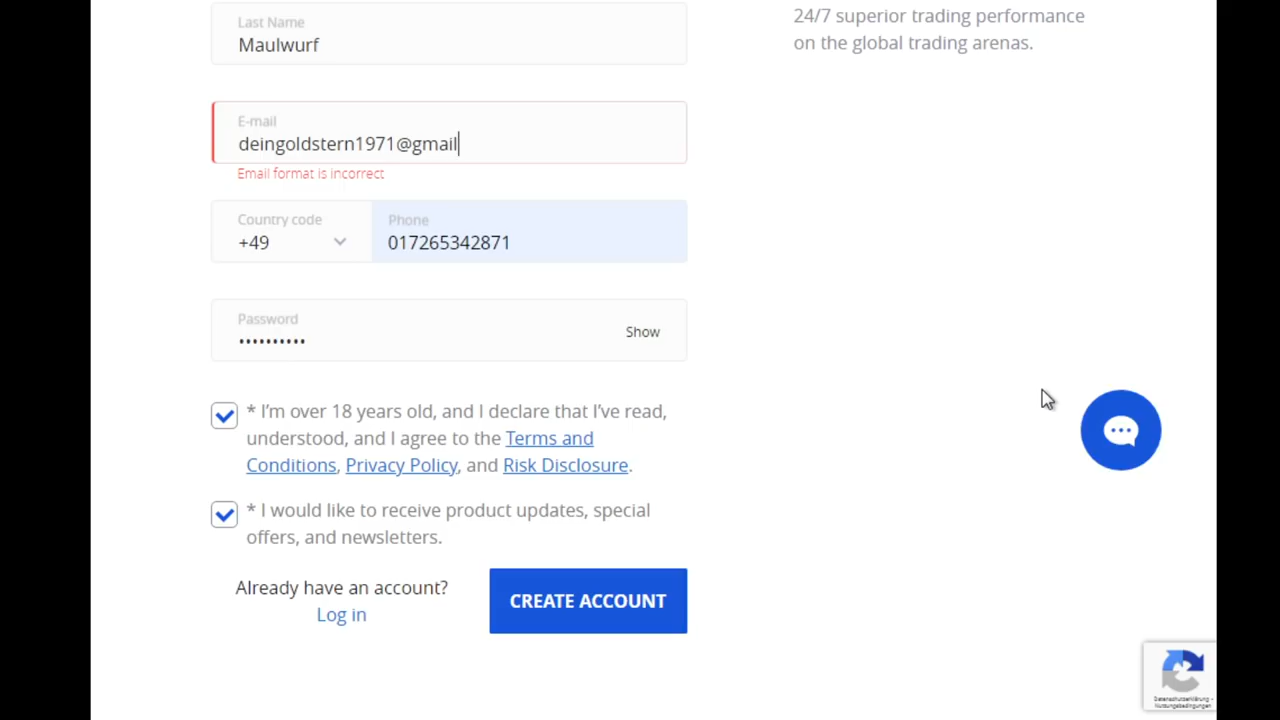 Last Name
Maulwurf
24/7 superior trading performance
on the global trading arenas.
E-mail
deingoldstern1971@gmail
Email format is incorrect
Country code
+49
Phone
017265342871
Password
••••••••••
Show
* I'm over 18 years old, and I declare that I've read,
understood, and I agree to the Terms and
Conditions, Privacy Policy, and Risk Disclosure.
* I would like to receive product updates, special
offers, and newsletters.
Already have an account?
Log in
CREATE ACCOUNT
Datenschutzerklärung -
Nutzungsbedingungen